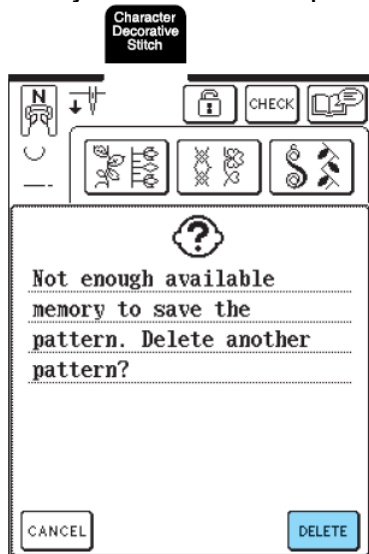 Character
Decorative
Stitch
N
CHECK
Not enough available
memory to save the
pattern. Delete another
pattern?
CANCEL
DELETE